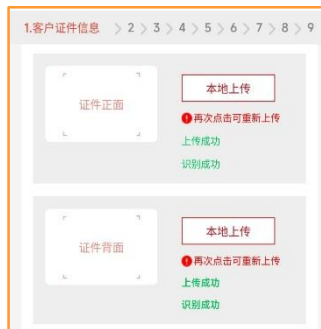 1.客户证件信息 > 2 > 3 > 4 > 5 > 6 > 7 > 8 > 9
证件正面
本地上传
!再次点击可重新上传
上传成功
识别成功
证件背面
本地上传
!再次点击可重新上传
上传成功
识别成功